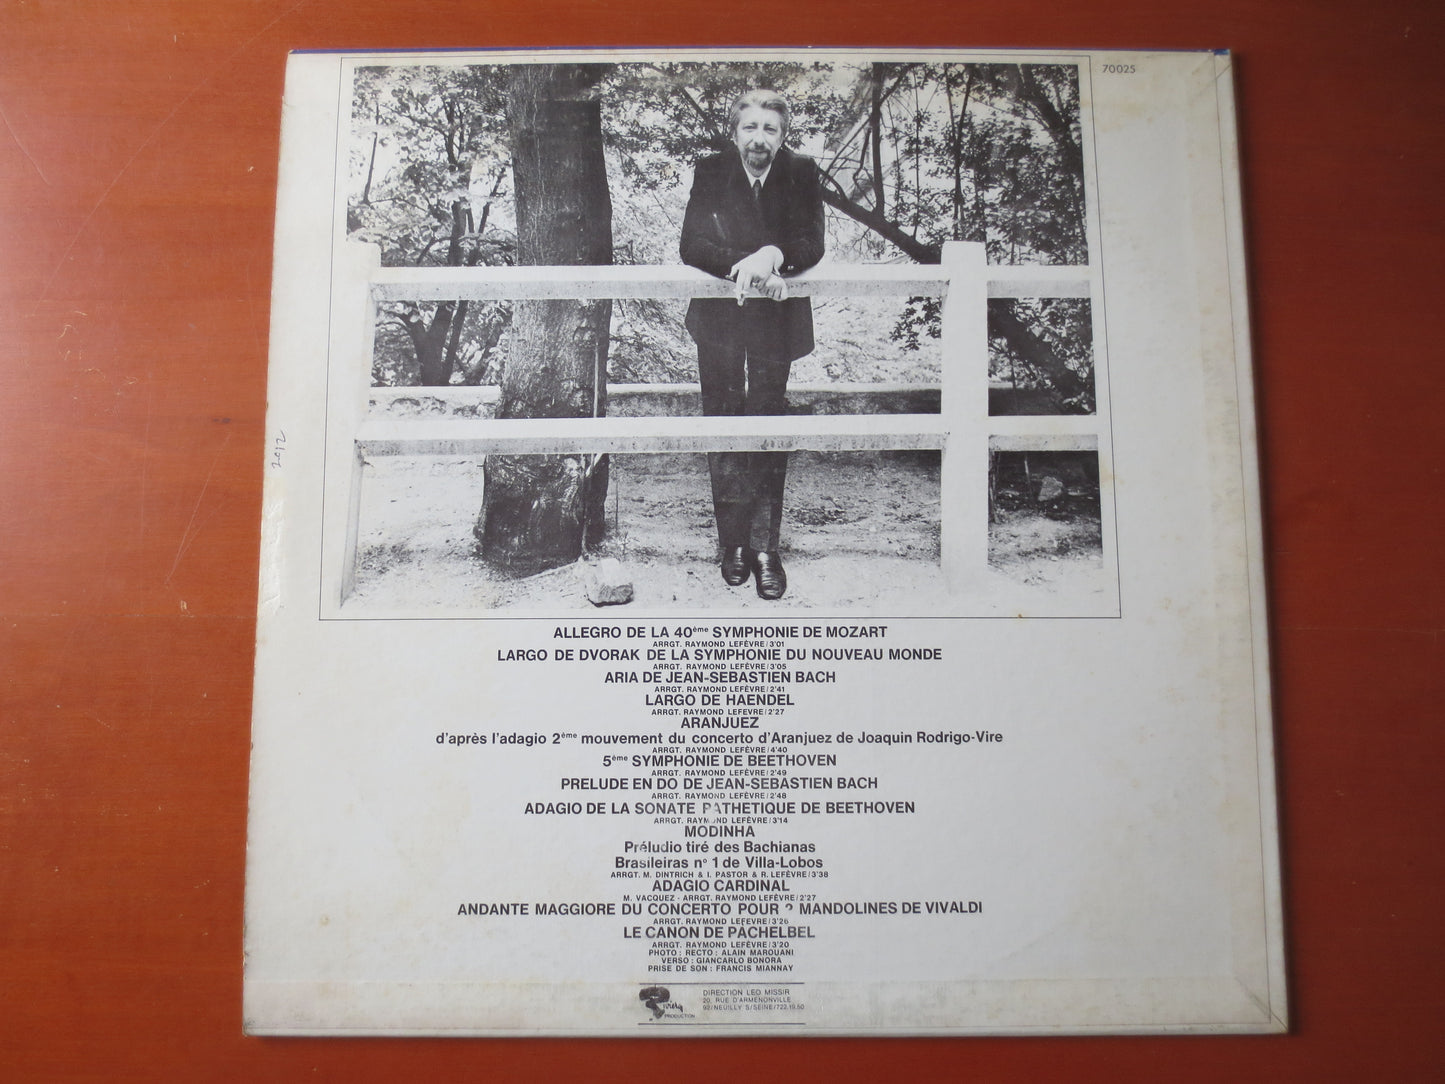 70025
2012
ALLEGRO DE LA 40ème SYMPHONIE DE MOZART
ARRGT. RAYMOND LEFÈVRE/3'01
LARGO DE DVORAK DE LA SYMPHONIE DU NOUVEAU MONDE
ARRGT. RAYMOND LEFÈVRE/3'05
ARIA DE JEAN-SEBASTIEN BACH
ARRGT. RAYMOND LEFÈVRE/2'41
LARGO DE HAENDEL
ARRGT. RAYMOND LEFEVRE/2'27
ARANJUEZ
d'après l'adagio 2ème mouvement du concerto d'Aranjuez de Joaquin Rodrigo-Vire
ARRGT. RAYMOND LEFÈVRE/4'40
5ème SYMPHONIE DE BEETHOVEN
ARRGT. RAYMOND LEFÈVRE/2'49
PRELUDE EN DO DE JEAN-SEBASTIEN BACH
ARRGT. RAYMOND LEFÈVRE/2'48
ADAGIO DE LA SONATE PATHETIQUE DE BEETHOVEN
ARRGT. RAYMOND LEFÈVRE/3'14
MODINHA
Préludio tiré des Bachianas
Brasileiras n° 1 de Villa-Lobos
ARRGT. M. DINTRICH & I. PASTOR & R. LEFÈVRE/3'38
ADAGIO CARDINAL
M. VACQUEZ - ARRGT. RAYMOND LEFÈVRE/2'27
ANDANTE MAGGIORE DU CONCERTO POUR 2 MANDOLINES DE VIVALDI
ARRGT. RAYMOND LEFEVRE/3'26
LE CANON DE PACHELBEL
ARRGT. RAYMOND LEFÈVRE/3'20
PHOTO : RECTO : ALAIN MAROUANI
VERSO : GIANCARLO BONORA
PRISE DE SON : FRANCIS MIANNAY
Riviera
PRODUCTION
DIRECTION LEO MISSIR
20, RUE D'ARMENONVILLE
92/NEUILLY S/SEINE/722.19.50